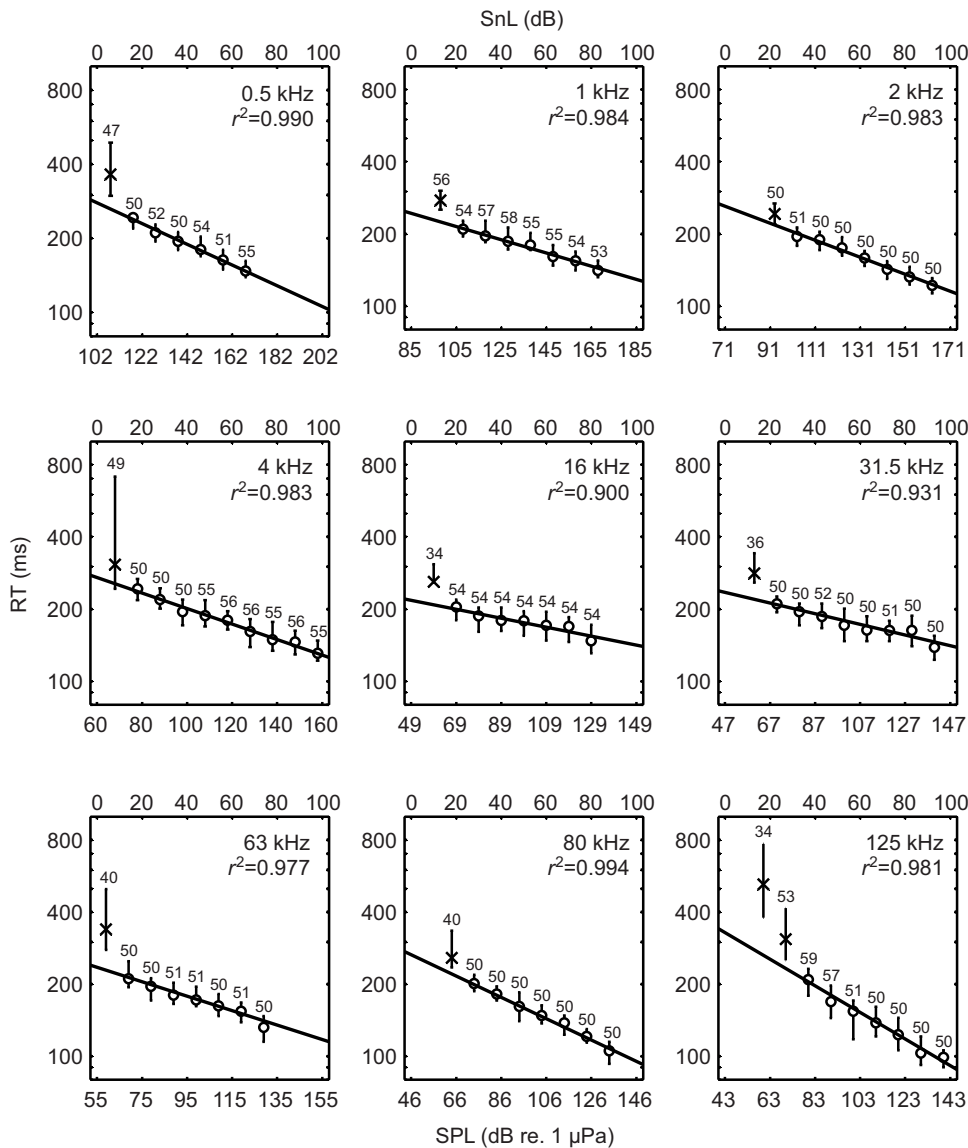 SnL (dB)
0 20 40 60 80 100 0 20 40 60 80 100 0 20 40 60 80 100
800 400 200 100
0.5 kHz
r²=0.990
47 50 52 50 54 51 55
102 122 142 162 182 202
800 400 200 100
1 kHz
r²=0.984
56 54 57 58 55 55 54 53
85 105 125 145 165 185
800 400 200 100
2 kHz
r²=0.983
50 51 50 50 50 50 50 50
71 91 111 131 151 171
RT (ms)
0 20 40 60 80 100 0 20 40 60 80 100 0 20 40 60 80 100
800 400 200 100
4 kHz
r²=0.983
49 50 50 50 55 56 56 55 56 55
60 80 100 120 140 160
800 400 200 100
16 kHz
r²=0.900
34 54 54 54 54 54 54 54
49 69 89 109 129 149
800 400 200 100
31.5 kHz
r²=0.931
36 50 50 52 50 50 51 50 50
47 67 87 107 127 147
0 20 40 60 80 100 0 20 40 60 80 100 0 20 40 60 80 100
800 400 200 100
63 kHz
r²=0.977
40 50 50 51 51 50 51 50
55 75 95 115 135 155
800 400 200 100
80 kHz
r²=0.994
40 50 50 50 50 50 50 50
46 66 86 106 126 146
800 400 200 100
125 kHz
r²=0.981
34 53 59 57 51 50 50 50 50
43 63 83 103 123 143
SPL (dB re. 1 µPa)